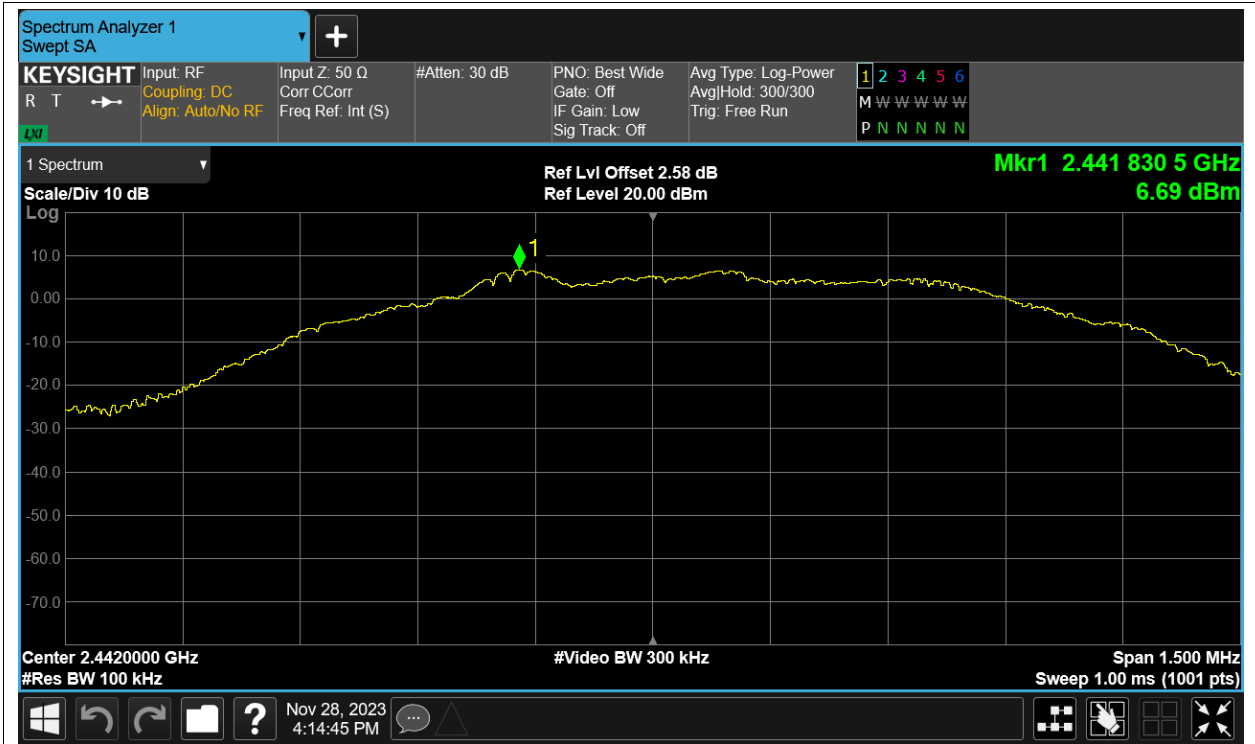 Spectrum Analyzer 1
Swept SA
KEYSIGHT
R T
LXI
Input: RF
Coupling: DC
Align: Auto/No RF
Input Z: 50 Ω
Corr CCorr
Freq Ref: Int (S)
#Atten: 30 dB
PNO: Best Wide
Gate: Off
IF Gain: Low
Sig Track: Off
Avg Type: Log-Power
Avg|Hold: 300/300
Trig: Free Run
1 2 3 4 5 6
M W W W W W
P N N N N N
1 Spectrum
Scale/Div 10 dB
Log
Ref Lvl Offset 2.58 dB
Ref Level 20.00 dBm
Mkr1 2.441 830 5 GHz
6.69 dBm
1
10.0
0.00
-10.0
-20.0
-30.0
-40.0
-50.0
-60.0
-70.0
Center 2.4420000 GHz
#Res BW 100 kHz
#Video BW 300 kHz
Span 1.500 MHz
Sweep 1.00 ms (1001 pts)
?
Nov 28, 2023
4:14:45 PM